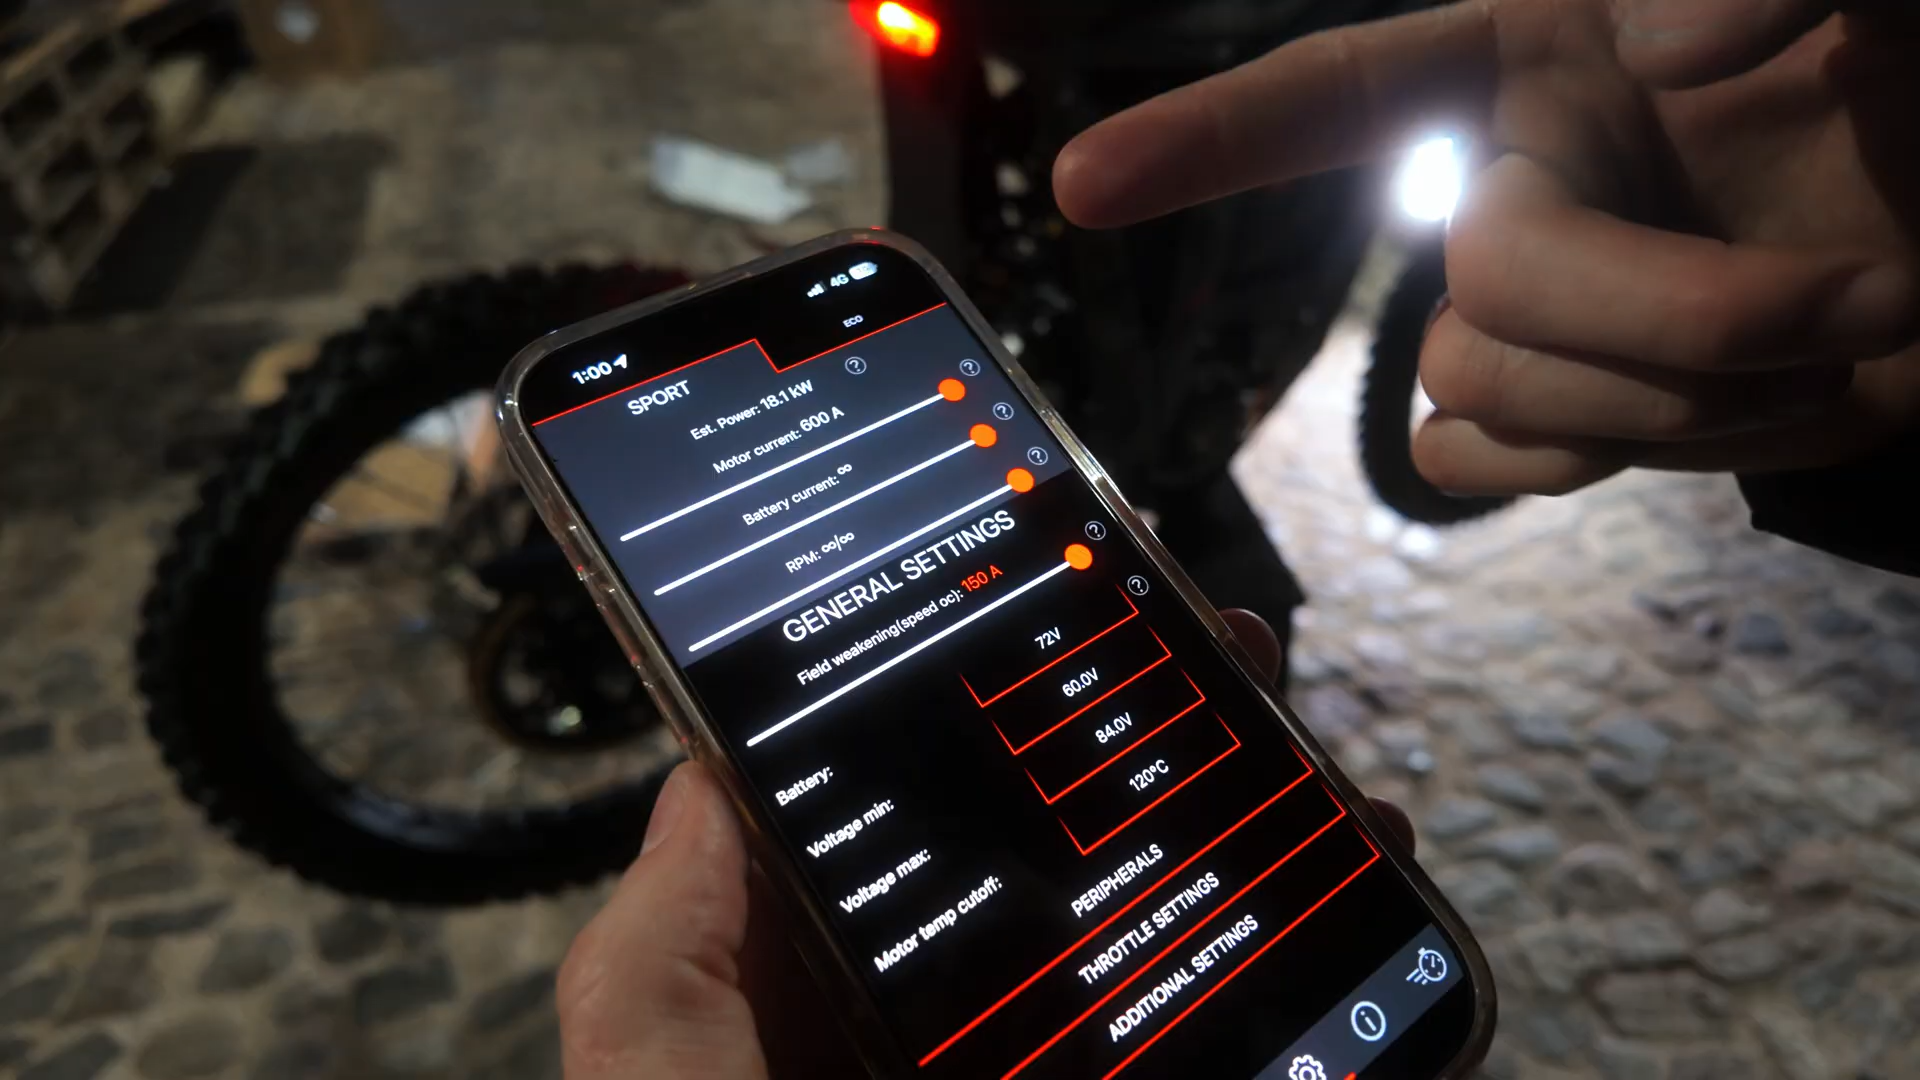 1:00
4G
SPORT
ECO
Est. Power: 18.1 kW
Motor current: 600 A
Battery current: ∞
RPM: ∞/∞
GENERAL SETTINGS
Field weakening(speed oc): 150 A
Battery: 72V
Voltage min: 60.0V
Voltage max: 84.0V
Motor temp cutoff: 120°C
PERIPHERALS
THROTTLE SETTINGS
ADDITIONAL SETTINGS